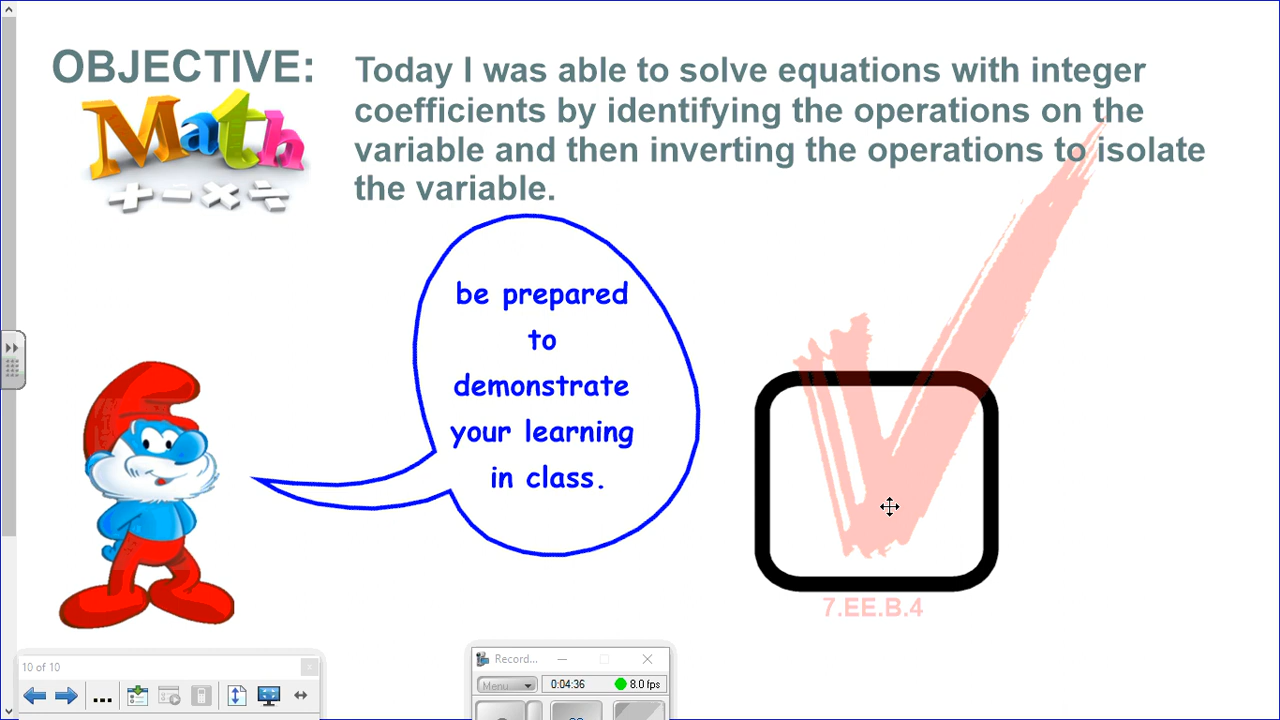 OBJECTIVE:
Today I was able to solve equations with integer
coefficients by identifying the operations on the
variable and then inverting the operations to isolate
the variable.
Math
be prepared
to
demonstrate
your learning
in class.
7.EE.B.4
10 of 10
Record...
Menu
0:04:36
8.0 fps